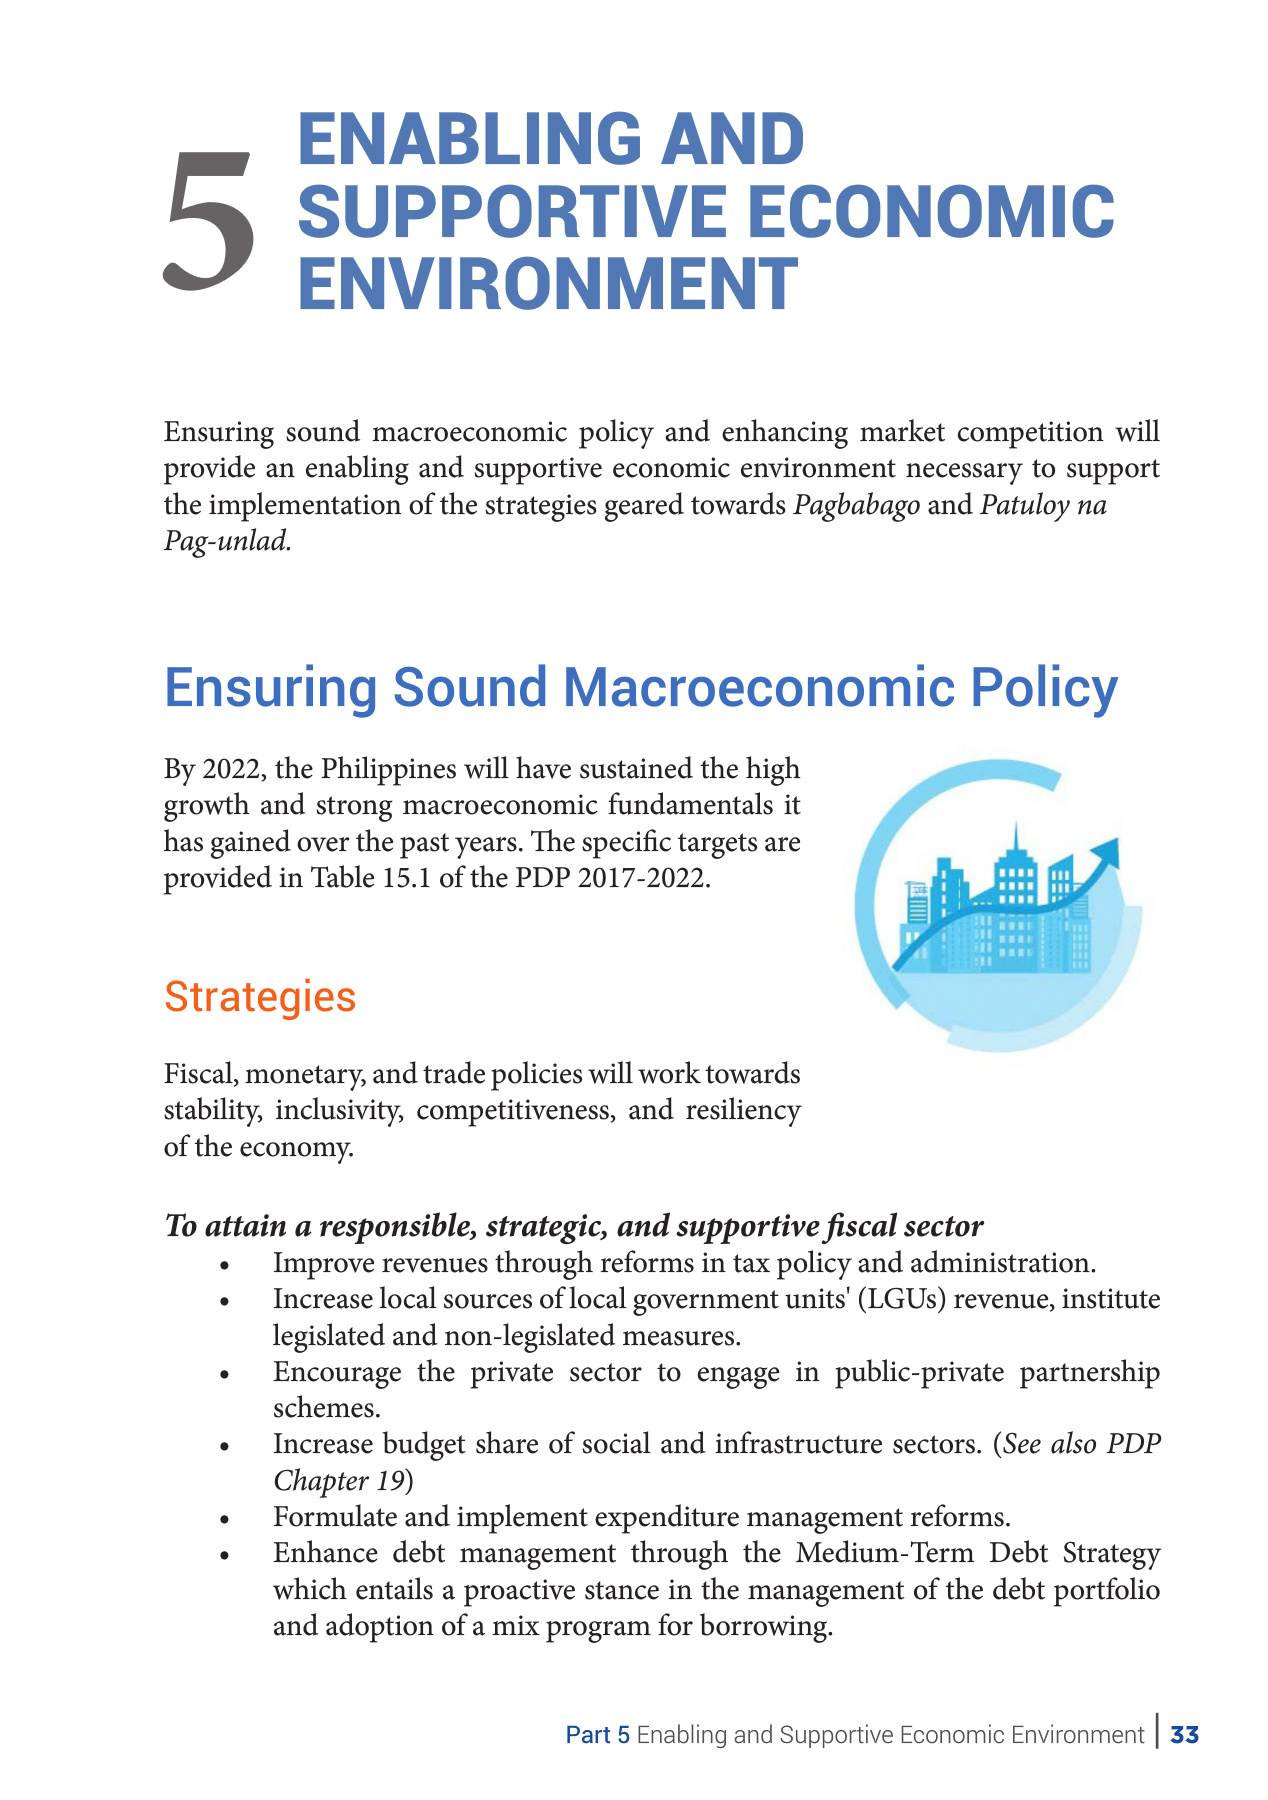 5
ENABLING AND
SUPPORTIVE ECONOMIC
ENVIRONMENT
Ensuring sound macroeconomic policy and enhancing market competition will
provide an enabling and supportive economic environment necessary to support
the implementation of the strategies geared towards Pagbabago and Patuloy na
Pag-unlad.
Ensuring Sound Macroeconomic Policy
By 2022, the Philippines will have sustained the high
growth and strong macroeconomic fundamentals it
has gained over the past years. The specific targets are
provided in Table 15.1 of the PDP 2017-2022.
Strategies
Fiscal, monetary, and trade policies will work towards
stability, inclusivity, competitiveness, and resiliency
of the economy.
To attain a responsible, strategic, and supportive fiscal sector
• Improve revenues through reforms in tax policy and administration.
• Increase local sources of local government units' (LGUs) revenue, institute
legislated and non-legislated measures.
• Encourage the private sector to engage in public-private partnership
schemes.
• Increase budget share of social and infrastructure sectors. (See also PDP
Chapter 19)
• Formulate and implement expenditure management reforms.
• Enhance debt management through the Medium-Term Debt Strategy
which entails a proactive stance in the management of the debt portfolio
and adoption of a mix program for borrowing.
Part 5 Enabling and Supportive Economic Environment | 33